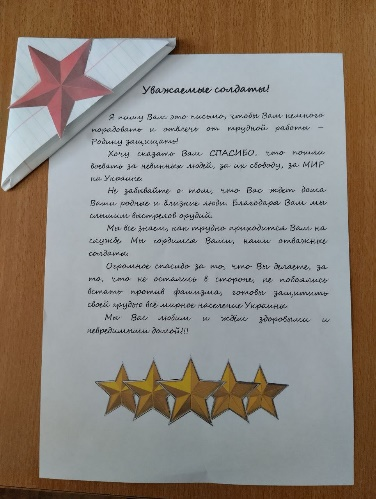 Уважаемые солдаты!
Я пишу Вам это письмо, чтобы Вам немного
порадовать и отвлечь от трудной работы –
Родину защищать!
Хочу сказать Вам СПАСИБО, что пошли
воевать за невинных людей, за их свободу, за МИР
на Украине.
Не забывайте о том, что Вас ждет дома
Ваши родные и близкие люди. Благодаря Вам мы
слышим выстрелов орудий.
Мы все знаем, как трудно приходится Вам на
службе. Мы гордимся Вами, наши отважные
солдаты.
Огромное спасибо за то, что Вы делаете, за
то, что не остались в стороне, не побоялись
встать против фашизма, готовы защитить
своей грудью всё мирное население Украины.
Мы Вас любим и ждём здоровыми и
невредимыми домой!!!